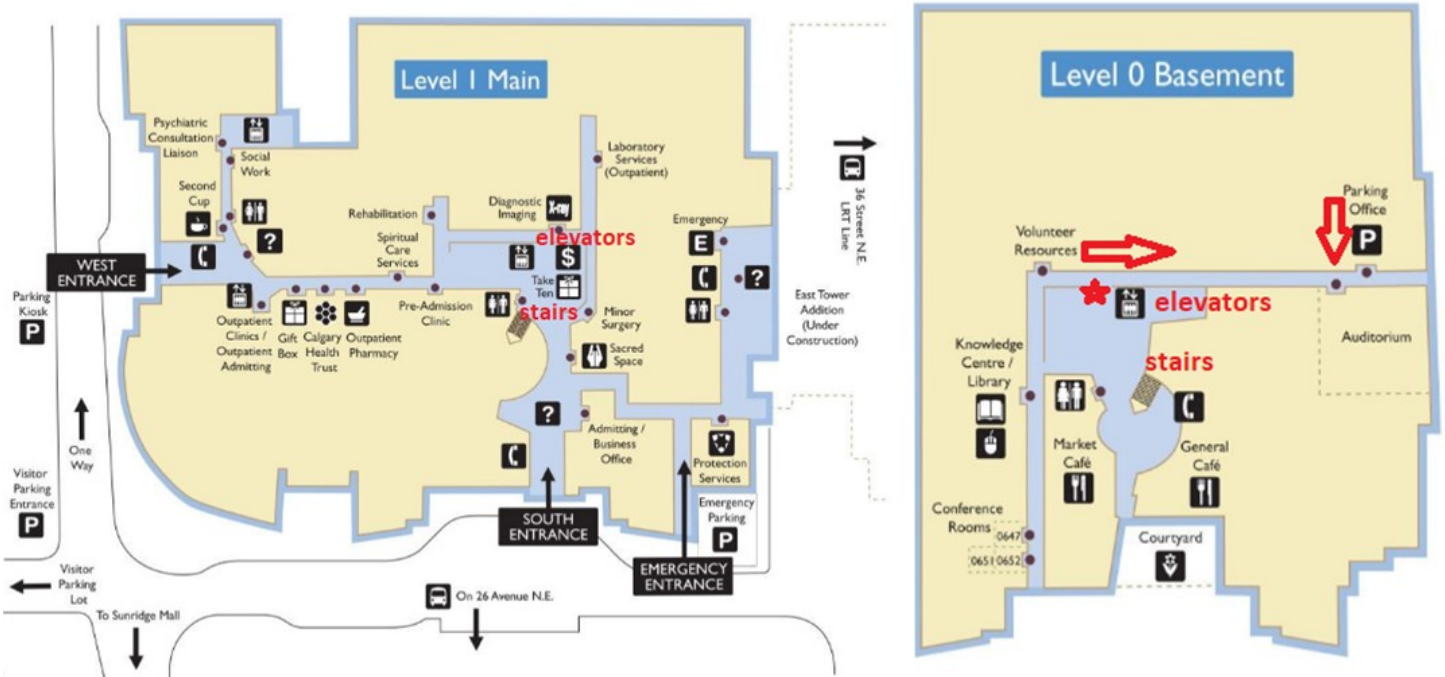 Level 1 Main
Psychiatric
Consultation
Liaison
Social
Work
Second
Cup
?
WEST
ENTRANCE
Parking
Kiosk
P
Rehabilitation
Spiritual
Care
Services
Diagnostic
Imaging
X-ray
elevators
$
Take
Ten
stairs
Laboratory
Services
(Outpatient)
Emergency
E
?
36 Street N.E.
LRT Line
East Tower
Addition
(Under
Construction)
Outpatient
Clinics /
Outpatient
Admitting
Gift
Box
Calgary
Health
Trust
Outpatient
Pharmacy
Pre-Admission
Clinic
Minor
Surgery
Sacred
Space
?
Admitting /
Business
Office
Protection
Services
Emergency
Parking
P
One
Way
Visitor
Parking
Entrance
P
SOUTH
ENTRANCE
EMERGENCY
ENTRANCE
Visitor
Parking
Lot
To Sunridge Mall
On 26 Avenue N.E.
Level 0 Basement
Parking
Office
P
Volunteer
Resources
elevators
stairs
Auditorium
Knowledge
Centre /
Library
Market
Café
General
Café
Conference
Rooms
0647
0651 0652
Courtyard